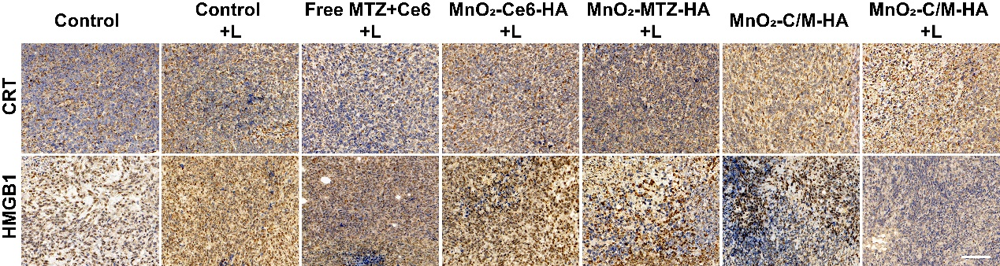 Control
Control
+L
Free MTZ+Ce6
+L
MnO₂-Ce6-HA
+L
MnO₂-MTZ-HA
+L
MnO₂-C/M-HA
MnO₂-C/M-HA
+L
CRT
HMGB1